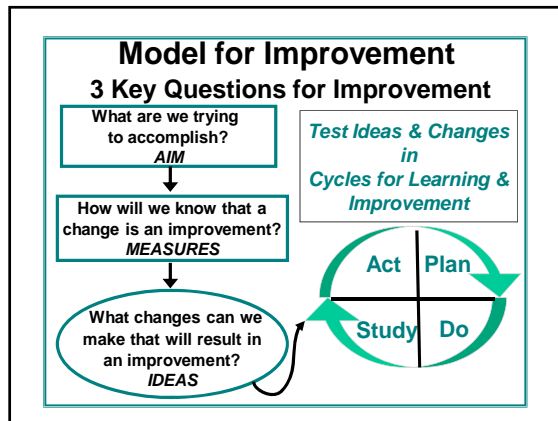 Model for Improvement
3 Key Questions for Improvement
What are we trying
to accomplish?
AIM
How will we know that a
change is an improvement?
MEASURES
What changes can we
make that will result in
an improvement?
IDEAS
Test Ideas & Changes
in
Cycles for Learning &
Improvement
Act Plan
Study Do